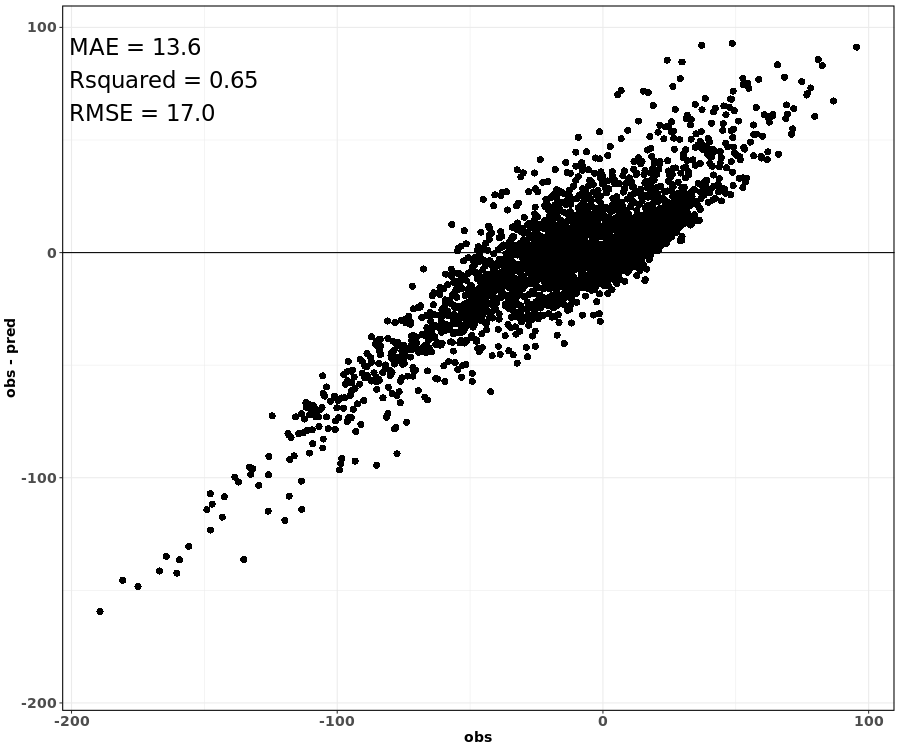 MAE = 13.6
Rsquared = 0.65
RMSE = 17.0
100
0
-100
-200
obs - pred
-200 -100 0 100
obs